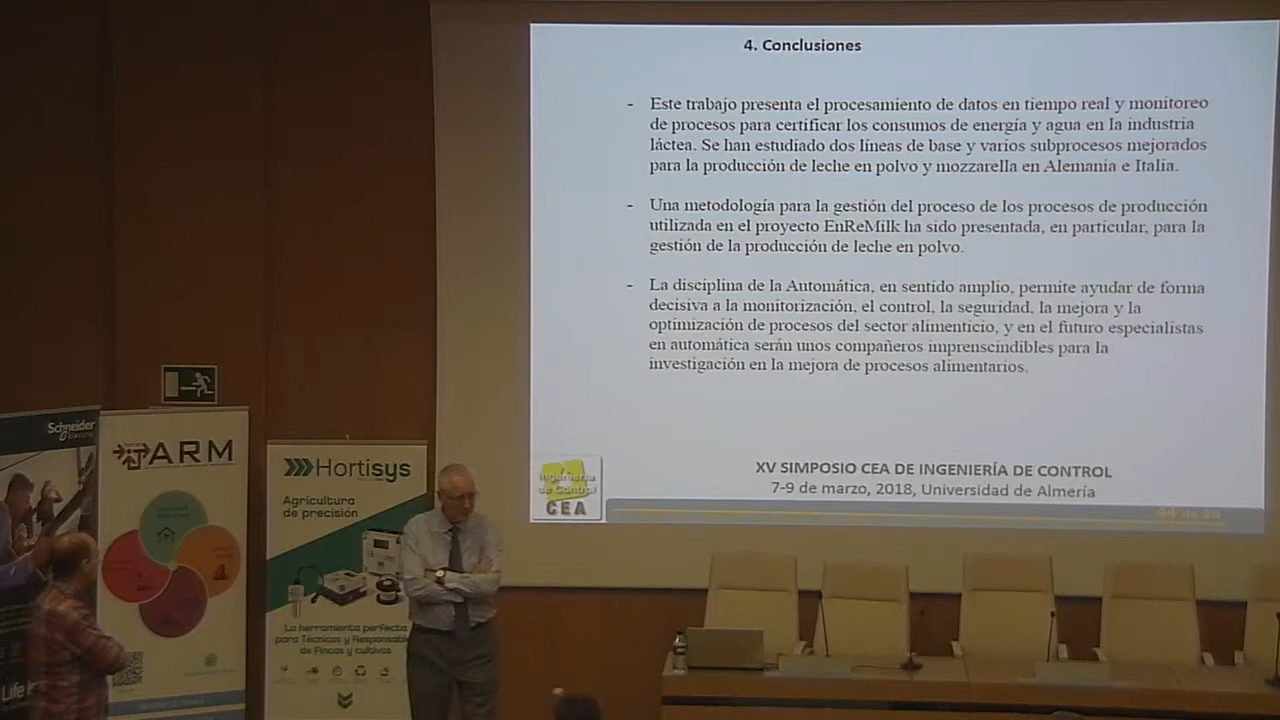 4. Conclusiones
- Este trabajo presenta el procesamiento de datos en tiempo real y monitoreo
de procesos para certificar los consumos de energía y agua en la industria
láctea. Se han estudiado dos líneas de base y varios subprocesos mejorados
para la producción de leche en polvo y mozzarella en Alemania e Italia.
- Una metodología para la gestión del proceso de los procesos de producción
utilizada en el proyecto EnReMilk ha sido presentada, en particular, para la
gestión de la producción de leche en polvo.
- La disciplina de la Automática, en sentido amplio, permite ayudar de forma
decisiva a la monitorización, el control, la seguridad, la mejora y la
optimización de procesos del sector alimenticio, y en el futuro especialistas
en automática serán unos compañeros imprenscindibles para la
investigación en la mejora de procesos alimentarios.
XV SIMPOSIO CEA DE INGENIERÍA DE CONTROL
7-9 de marzo, 2018, Universidad de Almería
Ingeniería
de Control
CEA
44 de
Schneider
Electric
Life
ARM
Hortisys
Agricultura
de precisión
La herramienta perfecta
para Técnicos y Responsable
de Fincas y cultivos